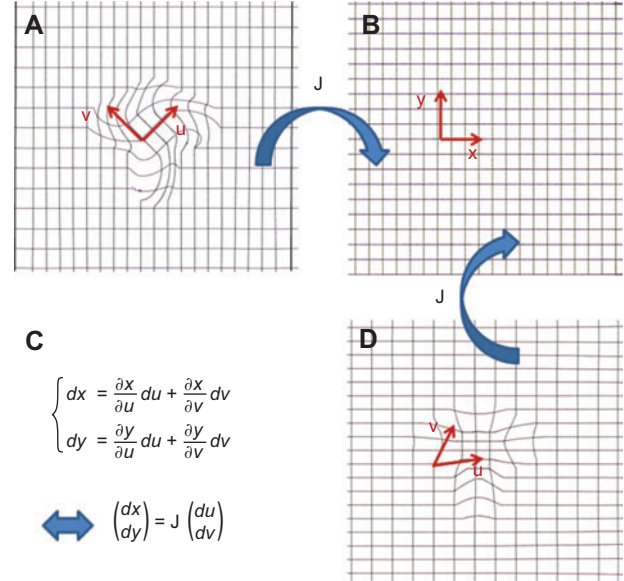 A
B
J
v
u
y
x
J
C
D
dx = ∂x/∂u du + ∂x/∂v dv
dy = ∂y/∂u du + ∂y/∂v dv
v
u
(dx dy) = J (du dv)